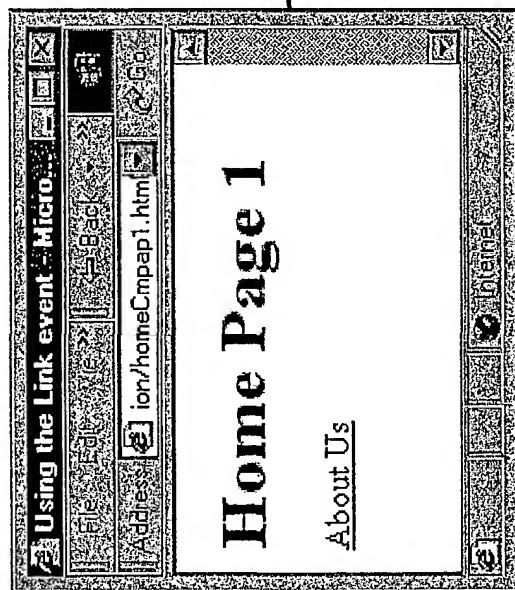 Using the Link event - Micro...
File Edit » Back »
Address ion/homeCmpap1.htm Go
Home Page 1
About Us
Internet